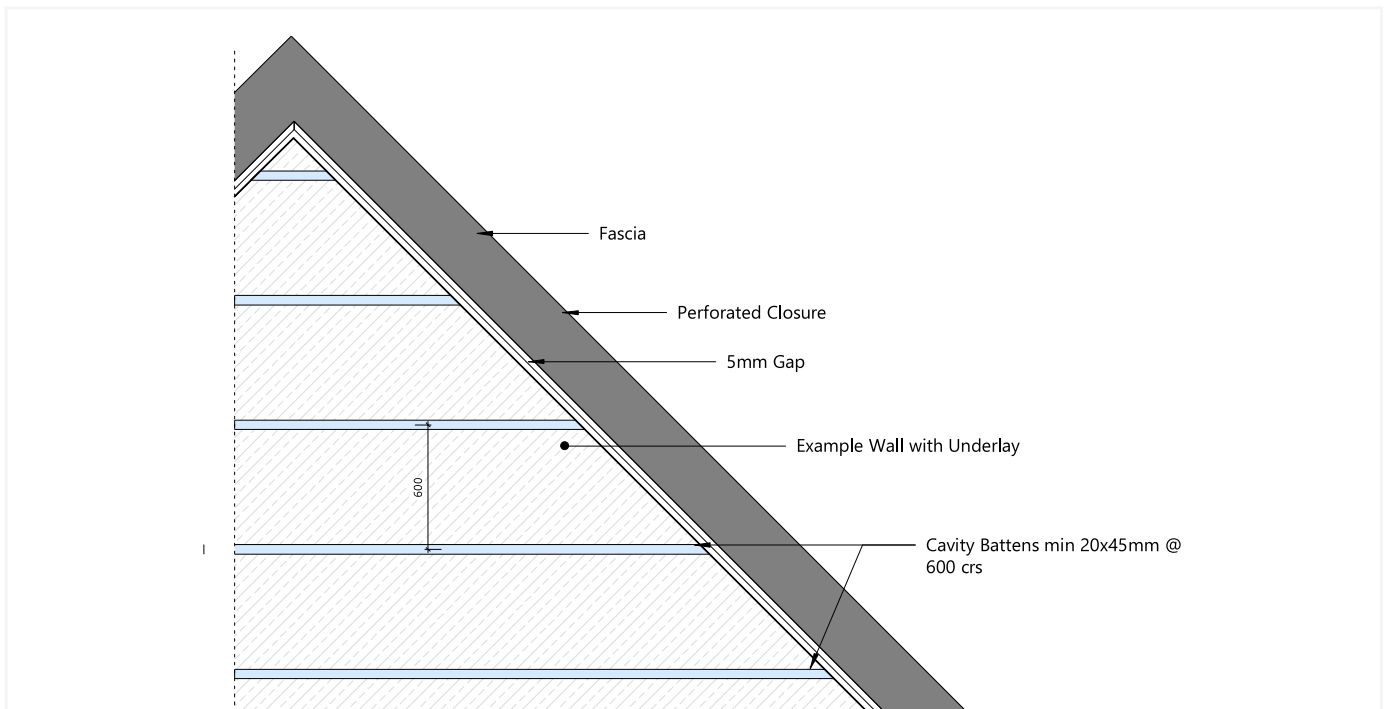 Fascia
Perforated Closure
5mm Gap
Example Wall with Underlay
600
Cavity Battens min 20x45mm @
600 crs